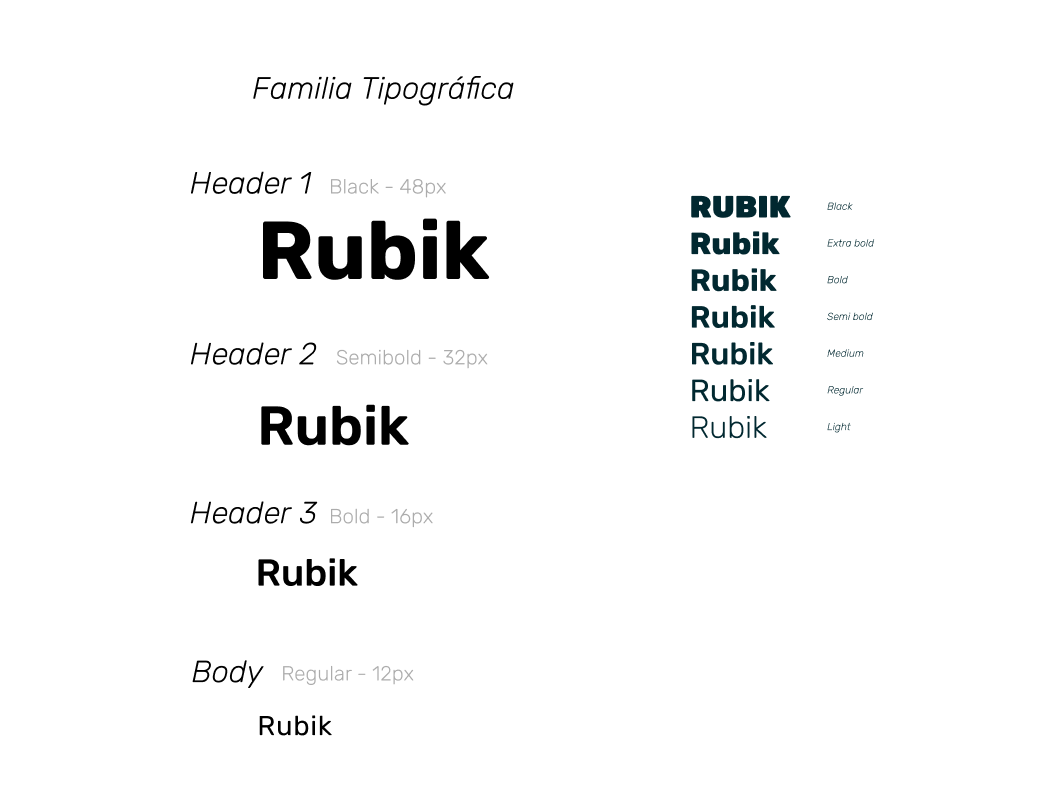 Familia Tipográfica
Header 1 Black - 48px
Rubik
Header 2 Semibold - 32px
Rubik
Header 3 Bold - 16px
Rubik
Body Regular - 12px
Rubik
RUBIK Black
Rubik Extra bold
Rubik Bold
Rubik Semi bold
Rubik Medium
Rubik Regular
Rubik Light